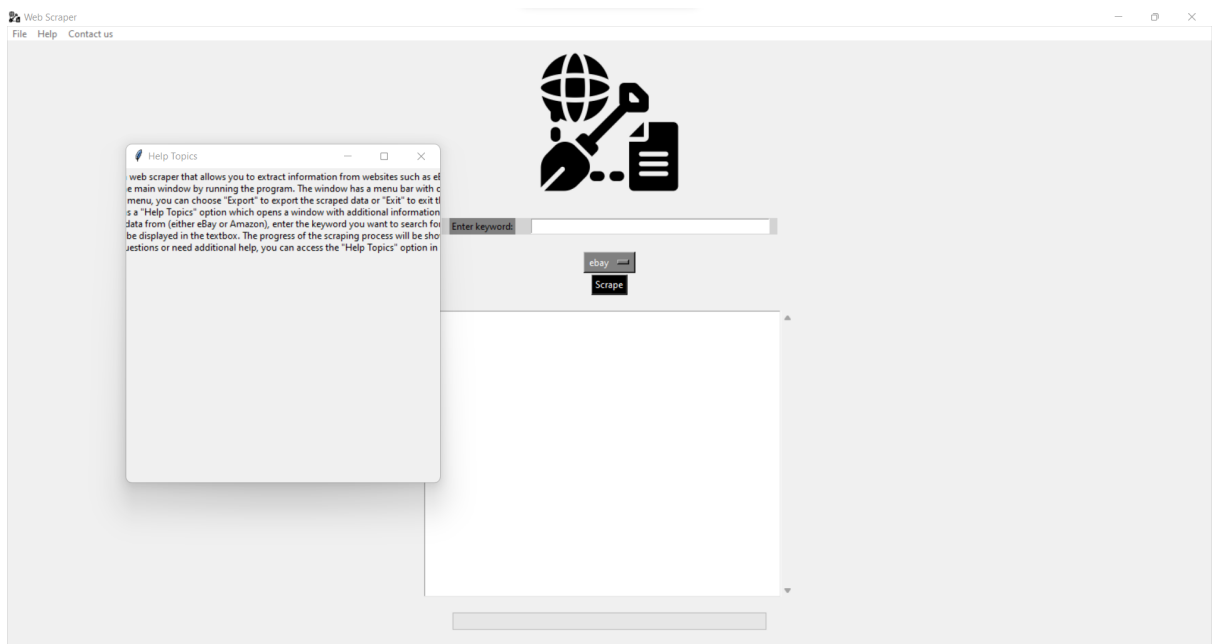 Web Scraper
File Help Contact us
Help Topics
web scraper that allows you to extract information from websites such as
main window by running the program. The window has a menu bar with
menu, you can choose "Export" to export the scraped data or "Exit" to exit
a "Help Topics" option which opens a window with additional information
data from (either eBay or Amazon), enter the keyword you want to search
be displayed in the textbox. The progress of the scraping process will be
or need additional help, you can access the "Help Topics" option in
Enter keyword:
ebay
Scrape